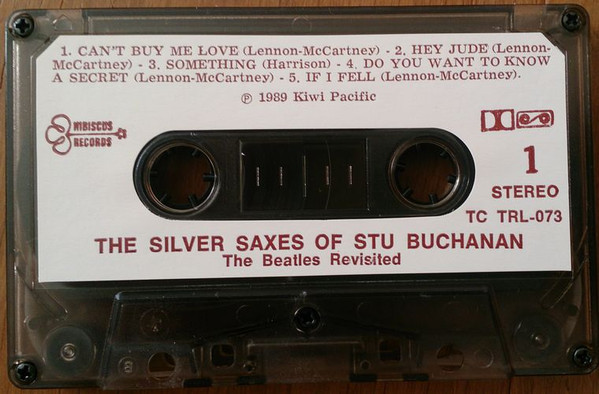 1. CAN'T BUY ME LOVE (Lennon-McCartney) - 2. HEY JUDE (Lennon-
McCartney) - 3. SOMETHING (Harrison) - 4. DO YOU WANT TO KNOW
A SECRET (Lennon-McCartney) - 5. IF I FELL (Lennon-McCartney).
℗ 1989 Kiwi Pacific
HIBISCUS
RECORDS
1
STEREO
TC TRL-073
THE SILVER SAXES OF STU BUCHANAN
The Beatles Revisited